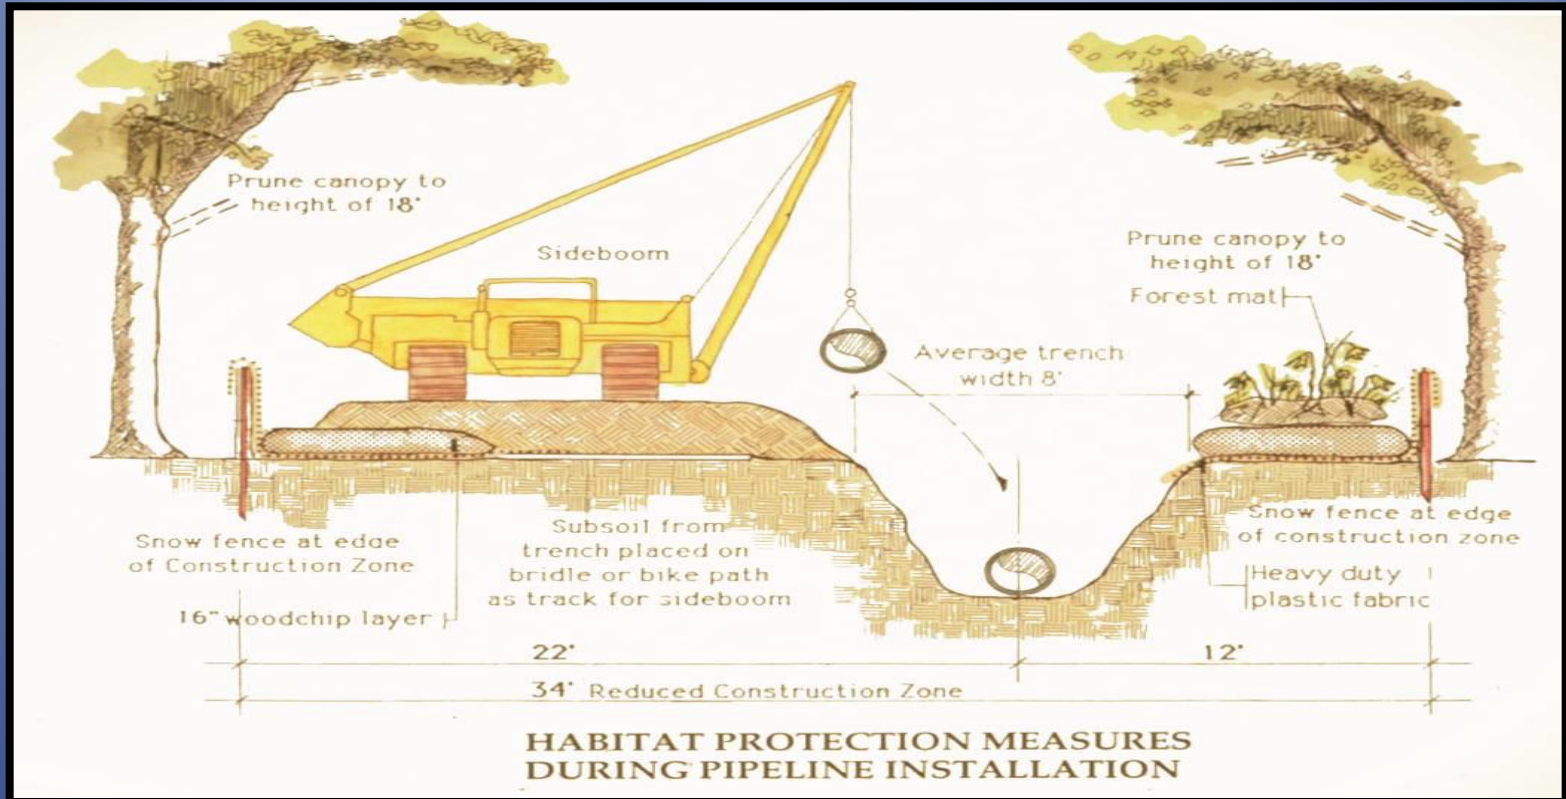 Prune canopy to
height of 18'
Sideboom
Prune canopy to
height of 18'
Forest mat
Average trench
width 8'
Snow fence at edge
of Construction Zone
Subsoil from
trench placed on
bridle or bike path
as track for sideboom
16" woodchip layer
Snow fence at edge
of construction zone
Heavy duty
plastic fabric
22'
12'
34' Reduced Construction Zone
HABITAT PROTECTION MEASURES
DURING PIPELINE INSTALLATION